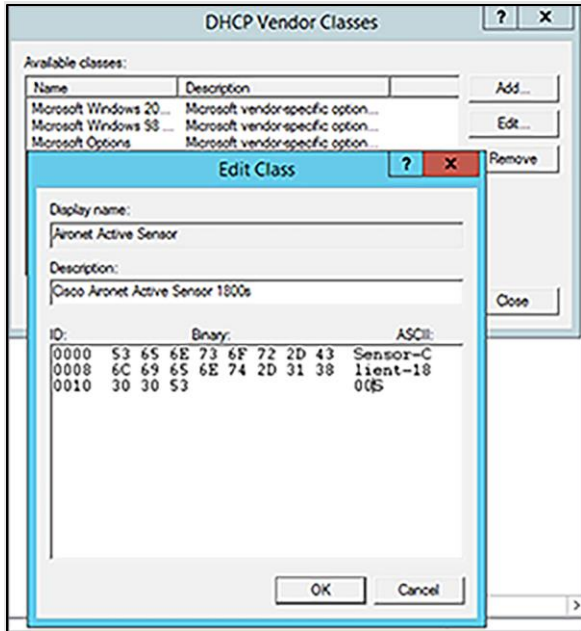 DHCP Vendor Classes
? X
Available classes:
Name Description
Add...
Microsoft Windows 20... Microsoft vendor-specific option...
Microsoft Windows 98 ... Microsoft vendor-specific option...
Edit...
Microsoft Options Microsoft vendor-specific option...
Remove
Edit Class
? X
Display name:
Aironet Active Sensor
Description:
Cisco Aironet Active Sensor 1800s
Close
ID: Binary: ASCII:
0000 53 65 6E 73 6F 72 2D 43 Sensor-C
0008 6C 69 65 6E 74 2D 31 38 lient-18
0010 30 30 53 00S
OK Cancel